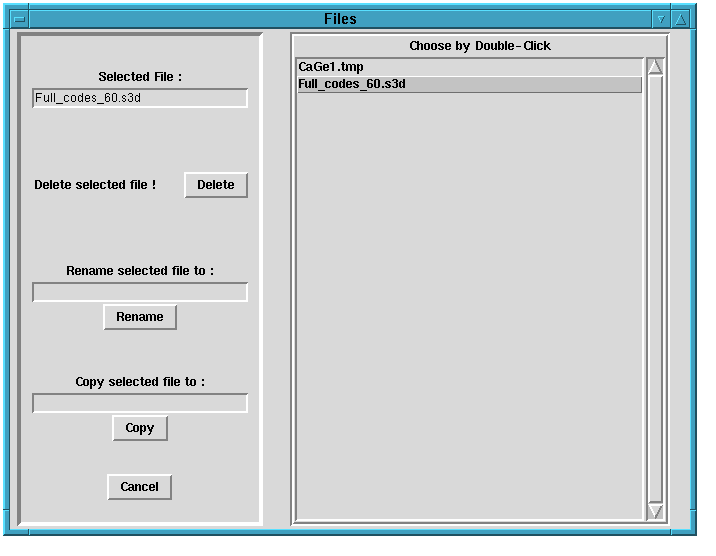 Files
Selected File :
Full_codes_60.s3d
Delete selected file !
Delete
Rename selected file to :
Rename
Copy selected file to :
Copy
Cancel
Choose by Double-Click
CaGe1.tmp
Full_codes_60.s3d